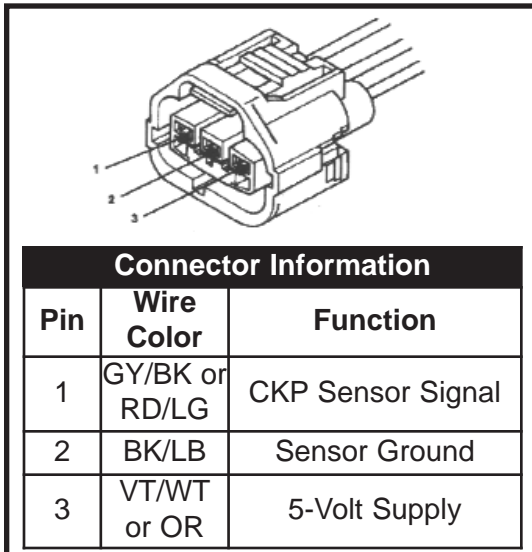 1
2
3
Connector Information
Pin
Wire
Color
Function
1
GY/BK or
RD/LG
CKP Sensor Signal
2
BK/LB
Sensor Ground
3
VT/WT
or OR
5-Volt Supply